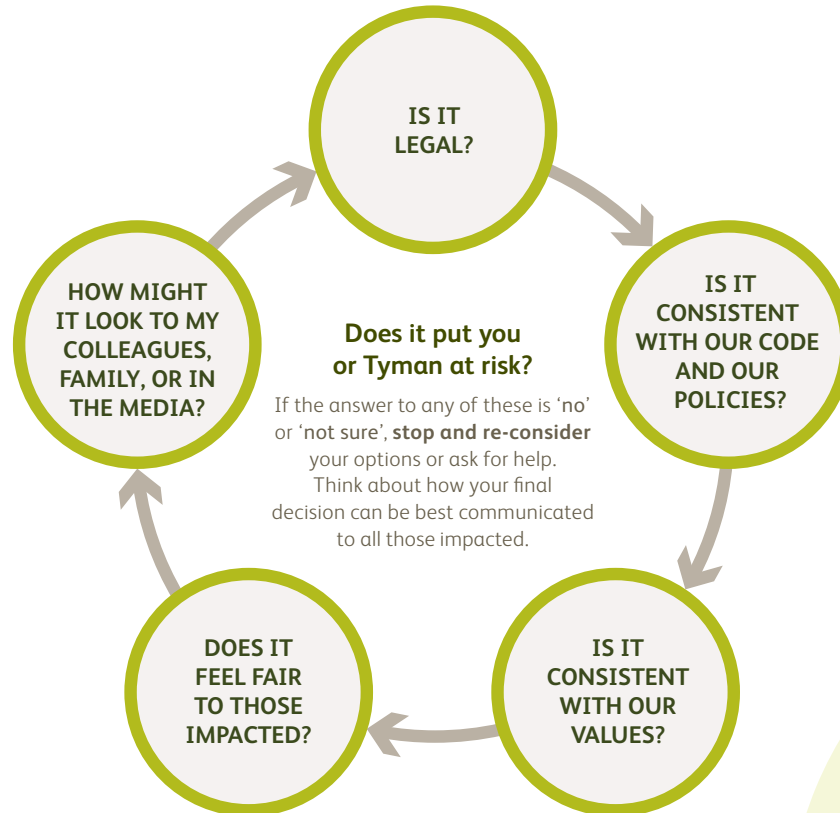 IS IT
LEGAL?
IS IT
CONSISTENT
WITH OUR CODE
AND OUR
POLICIES?
IS IT
CONSISTENT
WITH OUR
VALUES?
DOES IT
FEEL FAIR
TO THOSE
IMPACTED?
HOW MIGHT
IT LOOK TO MY
COLLEAGUES,
FAMILY, OR IN
THE MEDIA?
Does it put you
or Tyman at risk?
If the answer to any of these is ‘no’
or ‘not sure’, stop and re-consider
your options or ask for help.
Think about how your final
decision can be best communicated
to all those impacted.